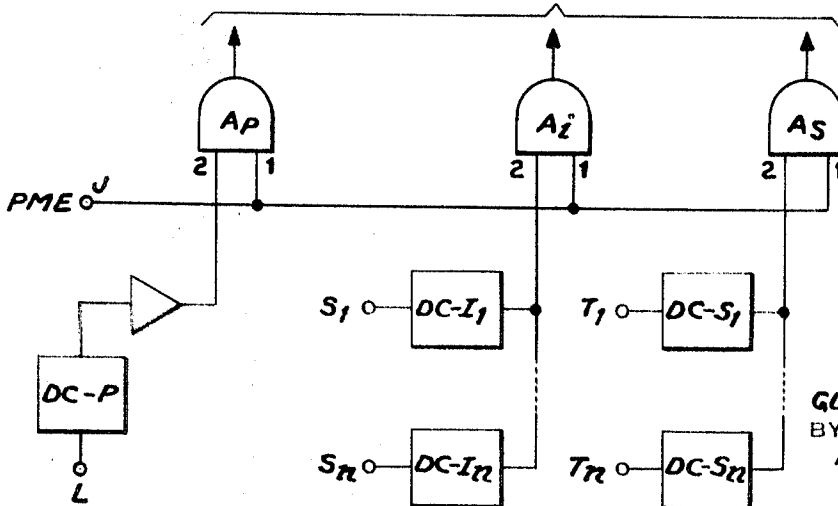 AP Ai AS
2 1 2 1 2 1
PME U
S1 DC-I1 T1 DC-S1
DC-P
Sn DC-In Tn DC-Sn
BY
L